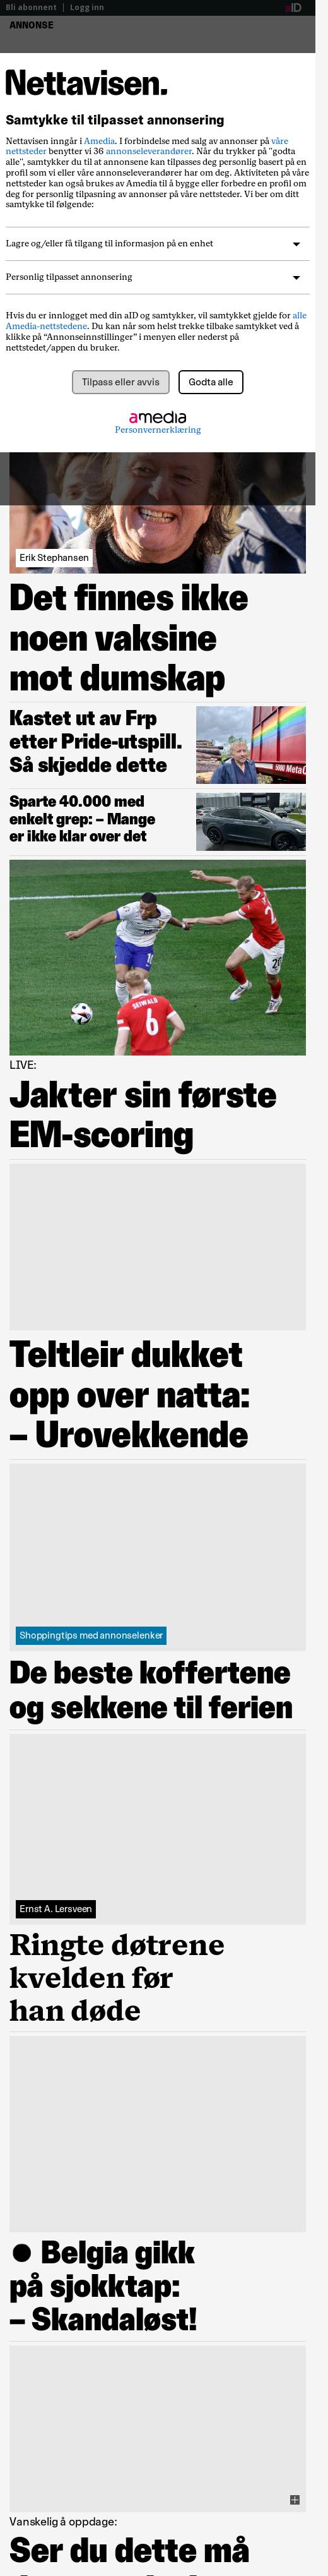 Bli abonnent | Logg inn
aID
ANNONSE
Nettavisen.
Samtykke til tilpasset annonsering
Nettavisen inngår i Amedia. I forbindelse med salg av annonser på våre
nettsteder benytter vi 36 annonseleverandører. Når du trykker på "godta
alle", samtykker du til at annonsene kan tilpasses deg personlig basert på en
profil som vi eller våre annonseleverandører har om deg. Aktiviteten på våre
nettsteder kan også brukes av Amedia til å bygge eller forbedre en profil om
deg for personlig tilpasning av annonser på våre nettsteder. Vi ber om ditt
samtykke til følgende:
Lagre og/eller få tilgang til informasjon på en enhet
Personlig tilpasset annonsering
Hvis du er innlogget med din aID og samtykker, vil samtykket gjelde for alle
Amedia-nettstedene. Du kan når som helst trekke tilbake samtykket ved å
klikke på “Annonseinnstillinger” i menyen eller nederst på
nettstedet/appen du bruker.
Tilpass eller avvis
Godta alle
amedia
Personvernerklæring
Erik Stephansen
Det finnes ikke
noen vaksine
mot dumskap
Kastet ut av Frp
etter Pride-utspill.
Så skjedde dette
Sparte 40.000 med
enkelt grep: – Mange
er ikke klar over det
SEIWALD
6
LIVE:
Jakter sin første
EM-scoring
Teltleir dukket
opp over natta:
– Urovekkende
Shoppingtips med annonselenker
De beste koffertene
og sekkene til ferien
Ernst A. Lersveen
Ringte døtrene
kvelden før
han døde
● Belgia gikk
på sjokktap:
– Skandaløst!
Vanskelig å oppdage:
Ser du dette må